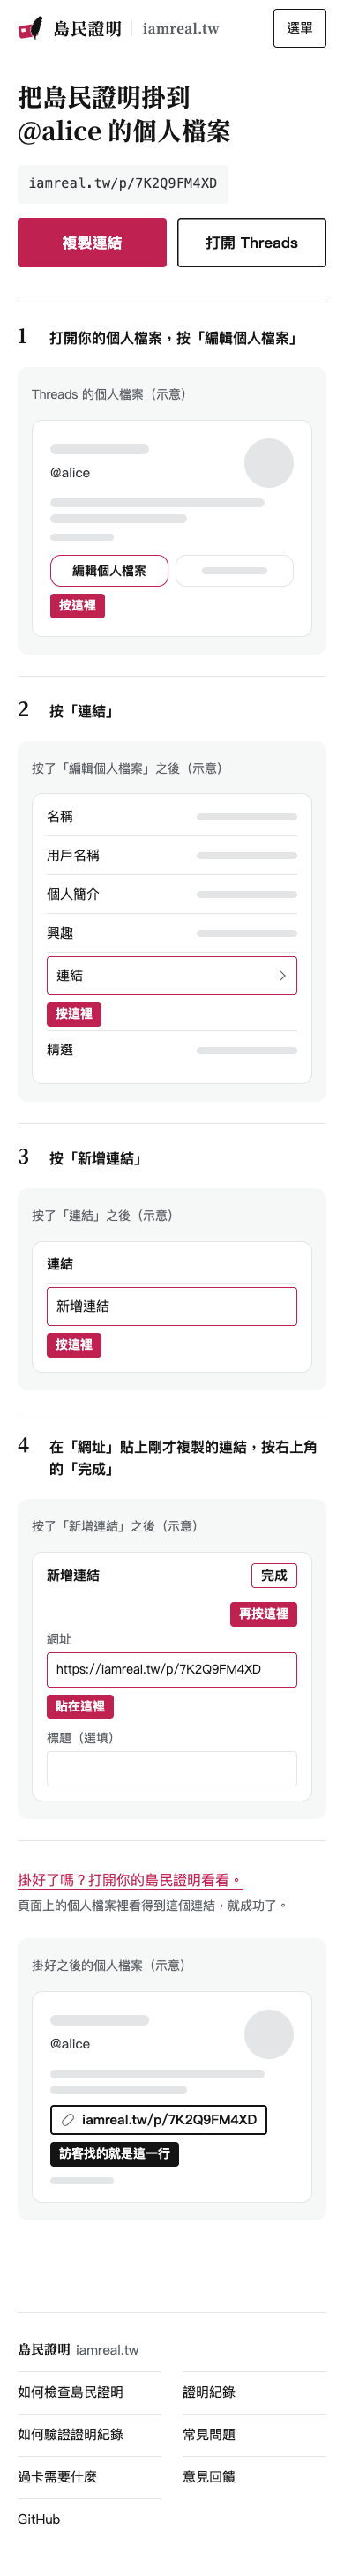 島民證明 iamreal.tw
選單
把島民證明掛到
@alice 的個人檔案
iamreal.tw/p/7K2Q9FM4XD
複製連結
打開 Threads
1 打開你的個人檔案，按「編輯個人檔案」
Threads 的個人檔案（示意）
@alice
編輯個人檔案
按這裡
2 按「連結」
按了「編輯個人檔案」之後（示意）
名稱
用戶名稱
個人簡介
興趣
連結
按這裡
精選
3 按「新增連結」
按了「連結」之後（示意）
連結
新增連結
按這裡
4 在「網址」貼上剛才複製的連結，按右上角
的「完成」
按了「新增連結」之後（示意）
新增連結
完成
再按這裡
網址
https://iamreal.tw/p/7K2Q9FM4XD
貼在這裡
標題（選填）
掛好了嗎？打開你的島民證明看看。
頁面上的個人檔案裡看得到這個連結，就成功了。
掛好之後的個人檔案（示意）
@alice
iamreal.tw/p/7K2Q9FM4XD
訪客找的就是這一行
島民證明 iamreal.tw
如何檢查島民證明
證明紀錄
如何驗證證明紀錄
常見問題
過卡需要什麼
意見回饋
GitHub